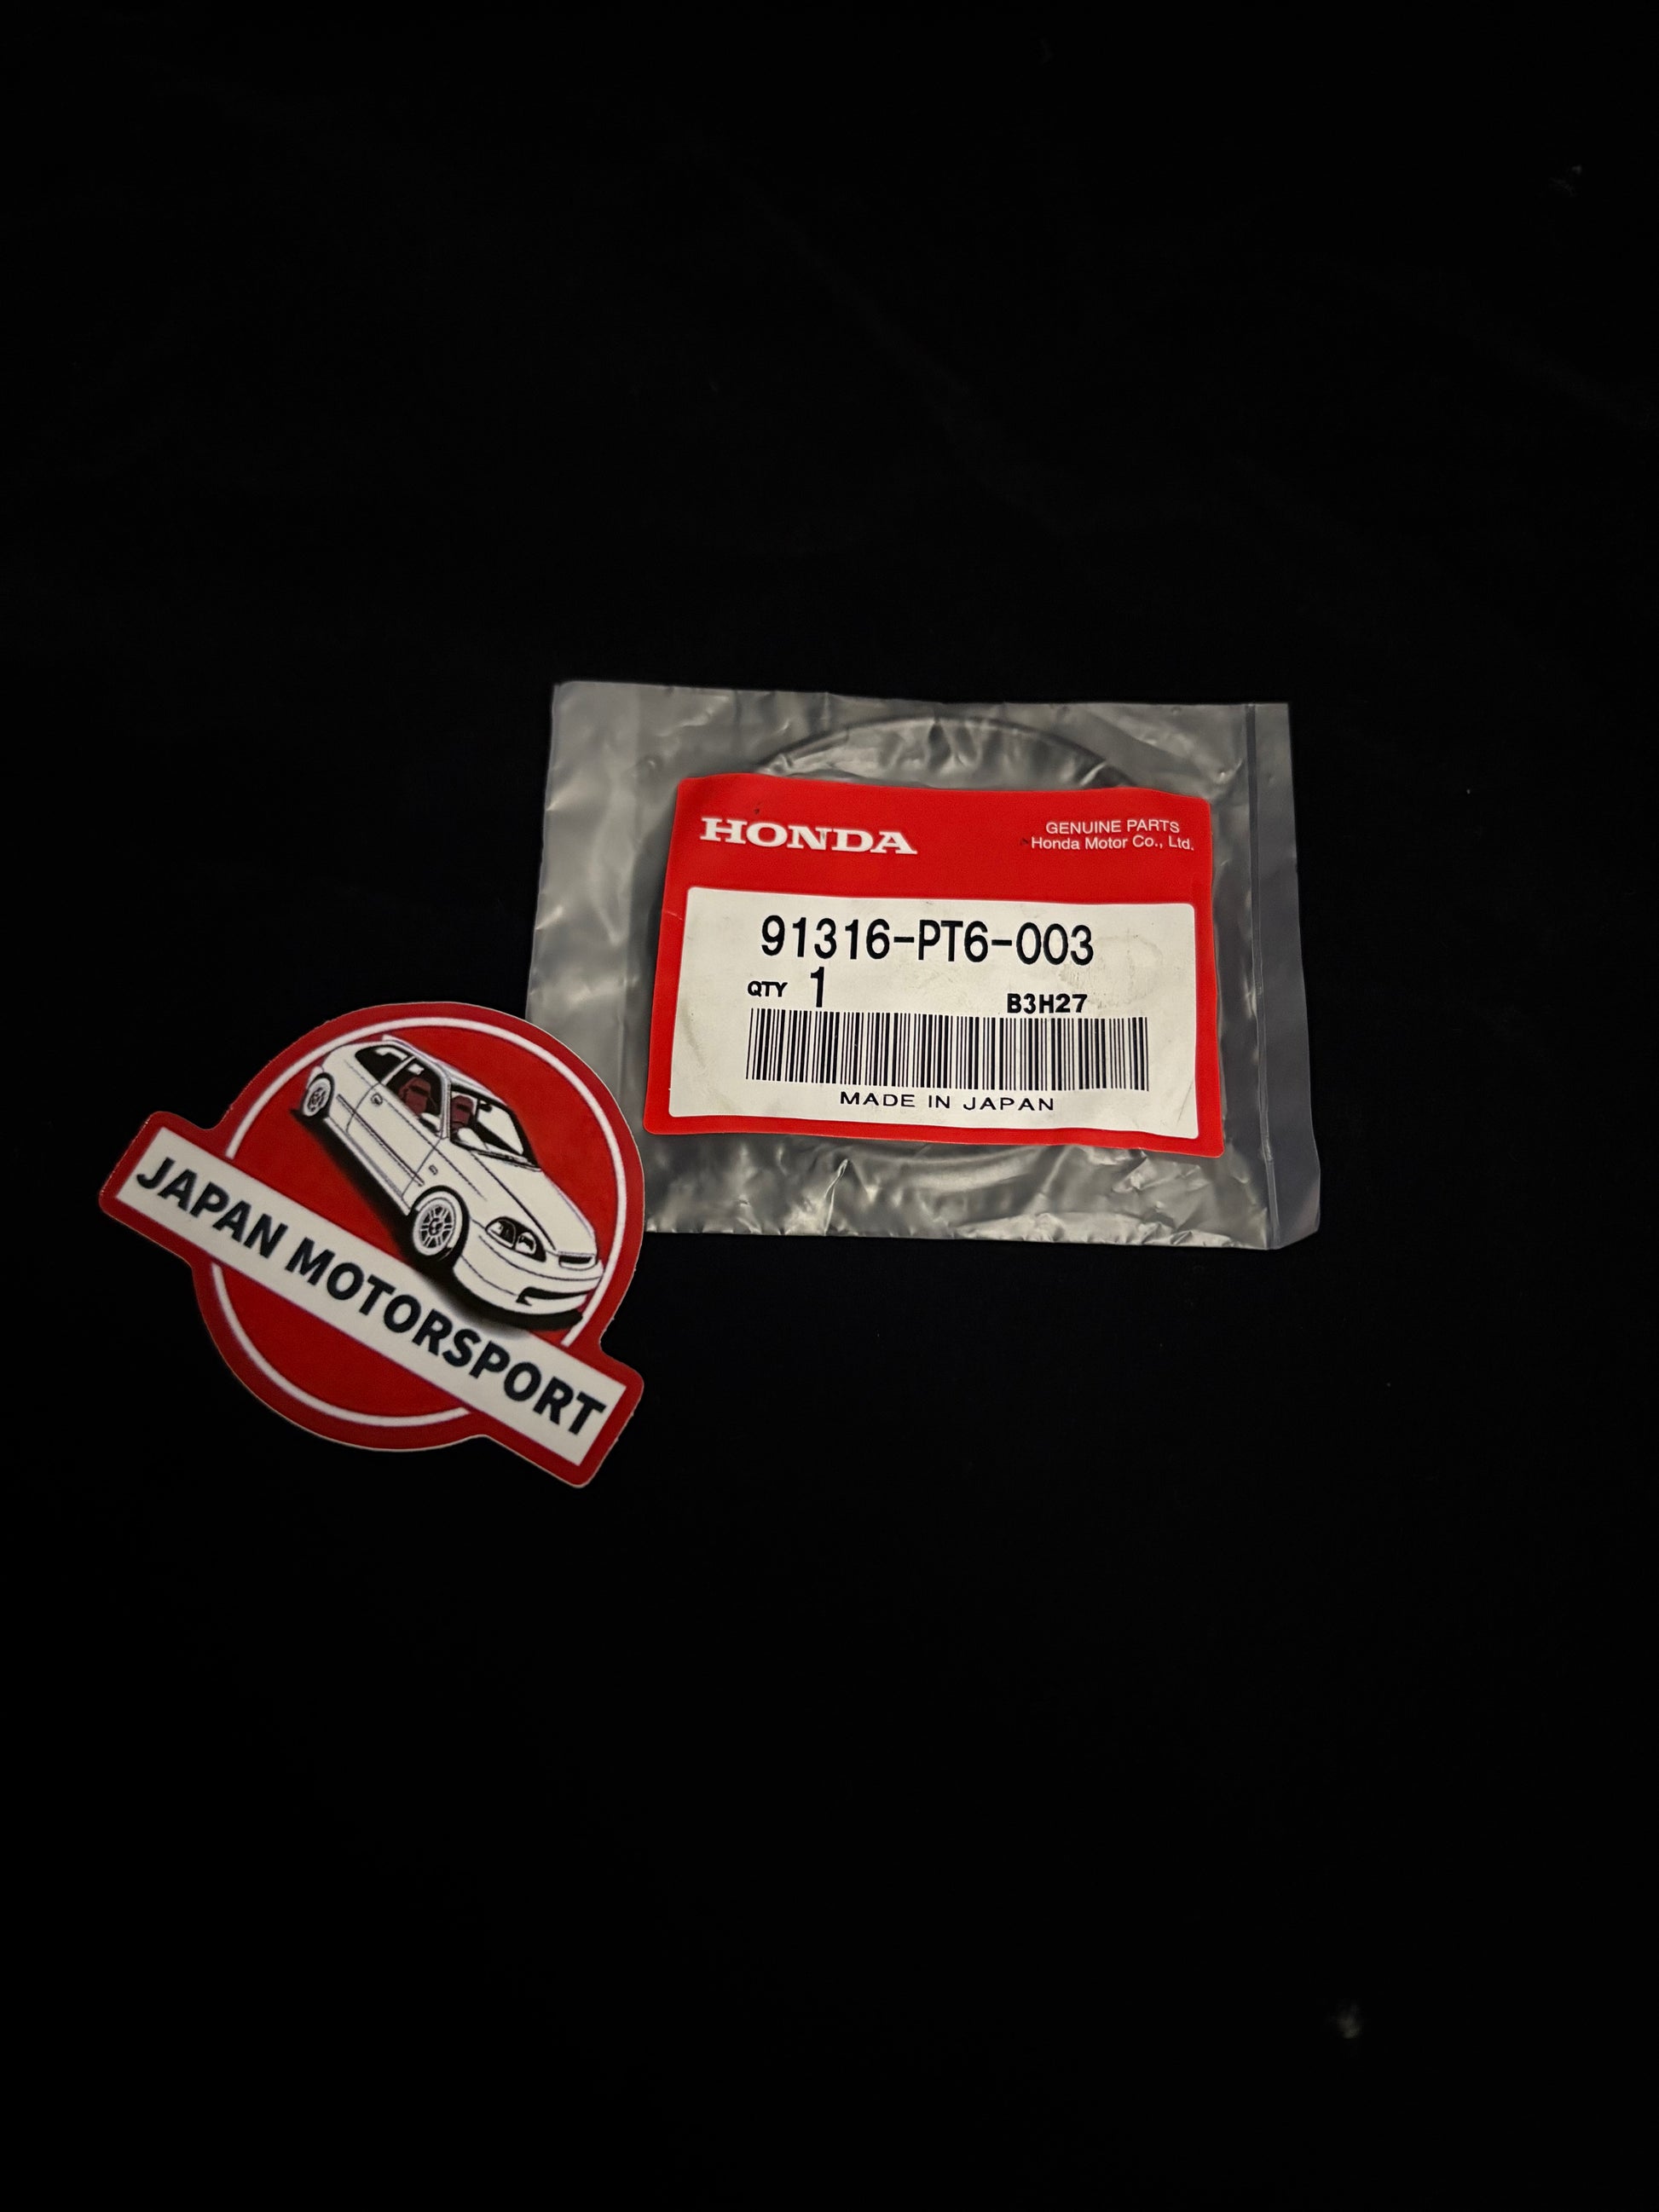 HONDA
GENUINE PARTS
Honda Motor Co., Ltd.
91316-PT6-003
QTY 1 B3H27
MADE IN JAPAN
JAPAN MOTORSPORT